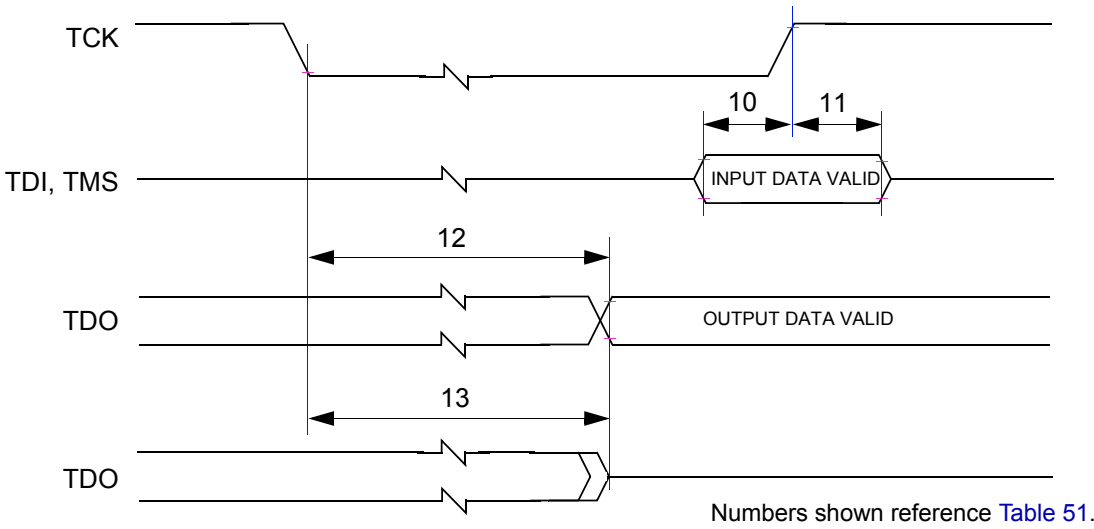 TCK
10
11
TDI, TMS
INPUT DATA VALID
12
TDO
OUTPUT DATA VALID
13
TDO
Numbers shown reference Table 51.